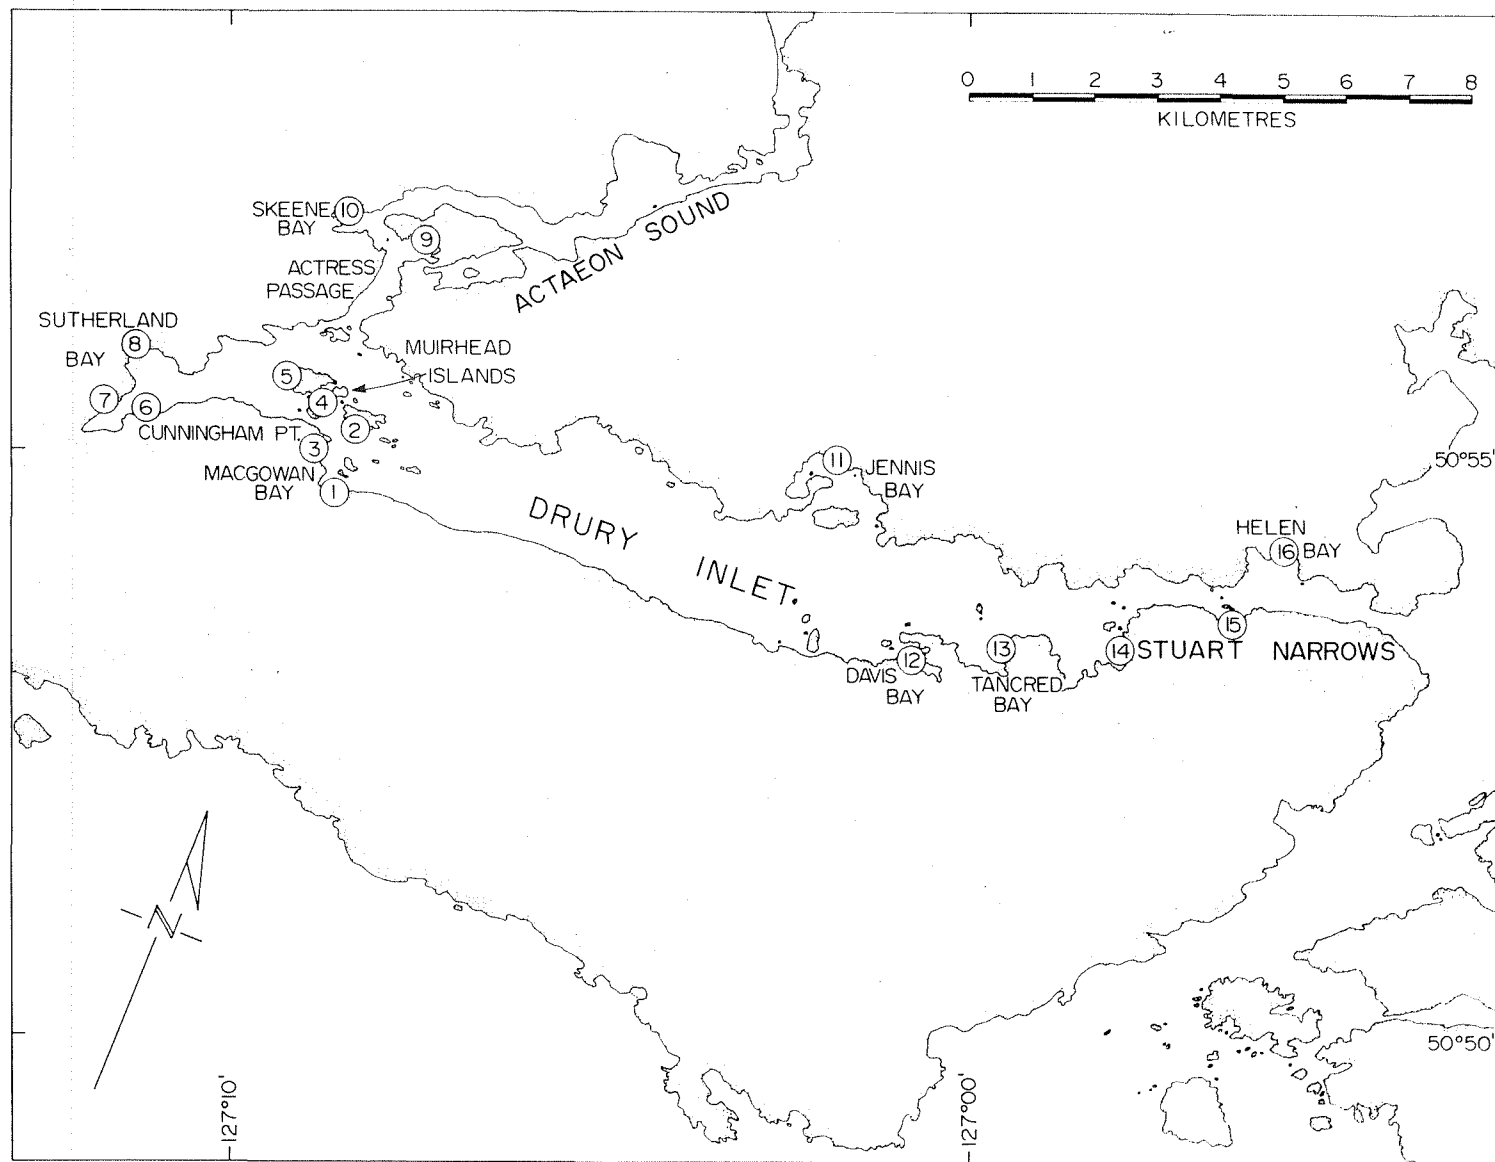 0 1 2 3 4 5 6 7 8
KILOMETRES
SKEENE
BAY
10
9
ACTAEON SOUND
ACTRESS
PASSAGE
SUTHERLAND
BAY
8
MUIRHEAD
ISLANDS
5
4
7
6
2
CUNNINGHAM PT.
3
MACGOWAN
BAY
1
11
JENNIS
BAY
50°55'
DRURY INLET
HELEN
BAY
16
15
STUART NARROWS
14
13
TANCRED
BAY
12
DAVIS
BAY
N
50°50'
127°10'
127°00'